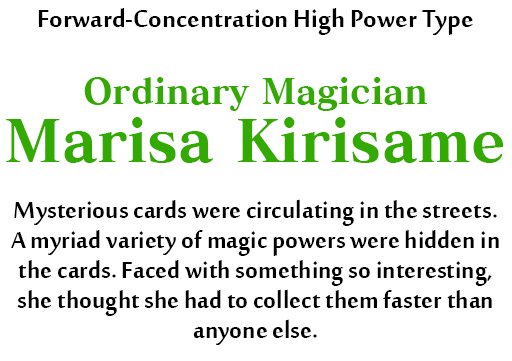 Forward-Concentration High Power Type
Ordinary Magician
Marisa Kirisame
Mysterious cards were circulating in the streets.
A myriad variety of magic powers were hidden in
the cards. Faced with something so interesting,
she thought she had to collect them faster than
anyone else.